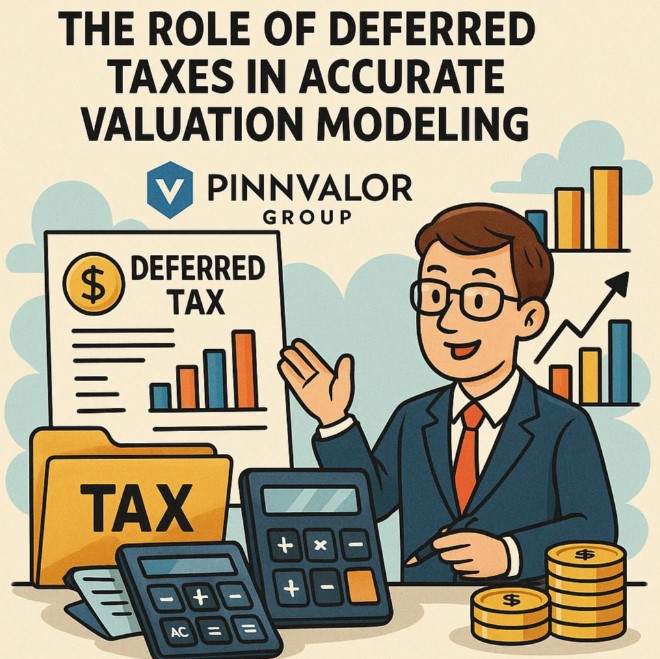 THE ROLE OF DEFERRED
TAXES IN ACCURATE
VALUATION MODELING
V PINNVALOR
GROUP
$ DEFERRED
TAX
TAX
+ × −
+ −
− + −
AC = =
$
$